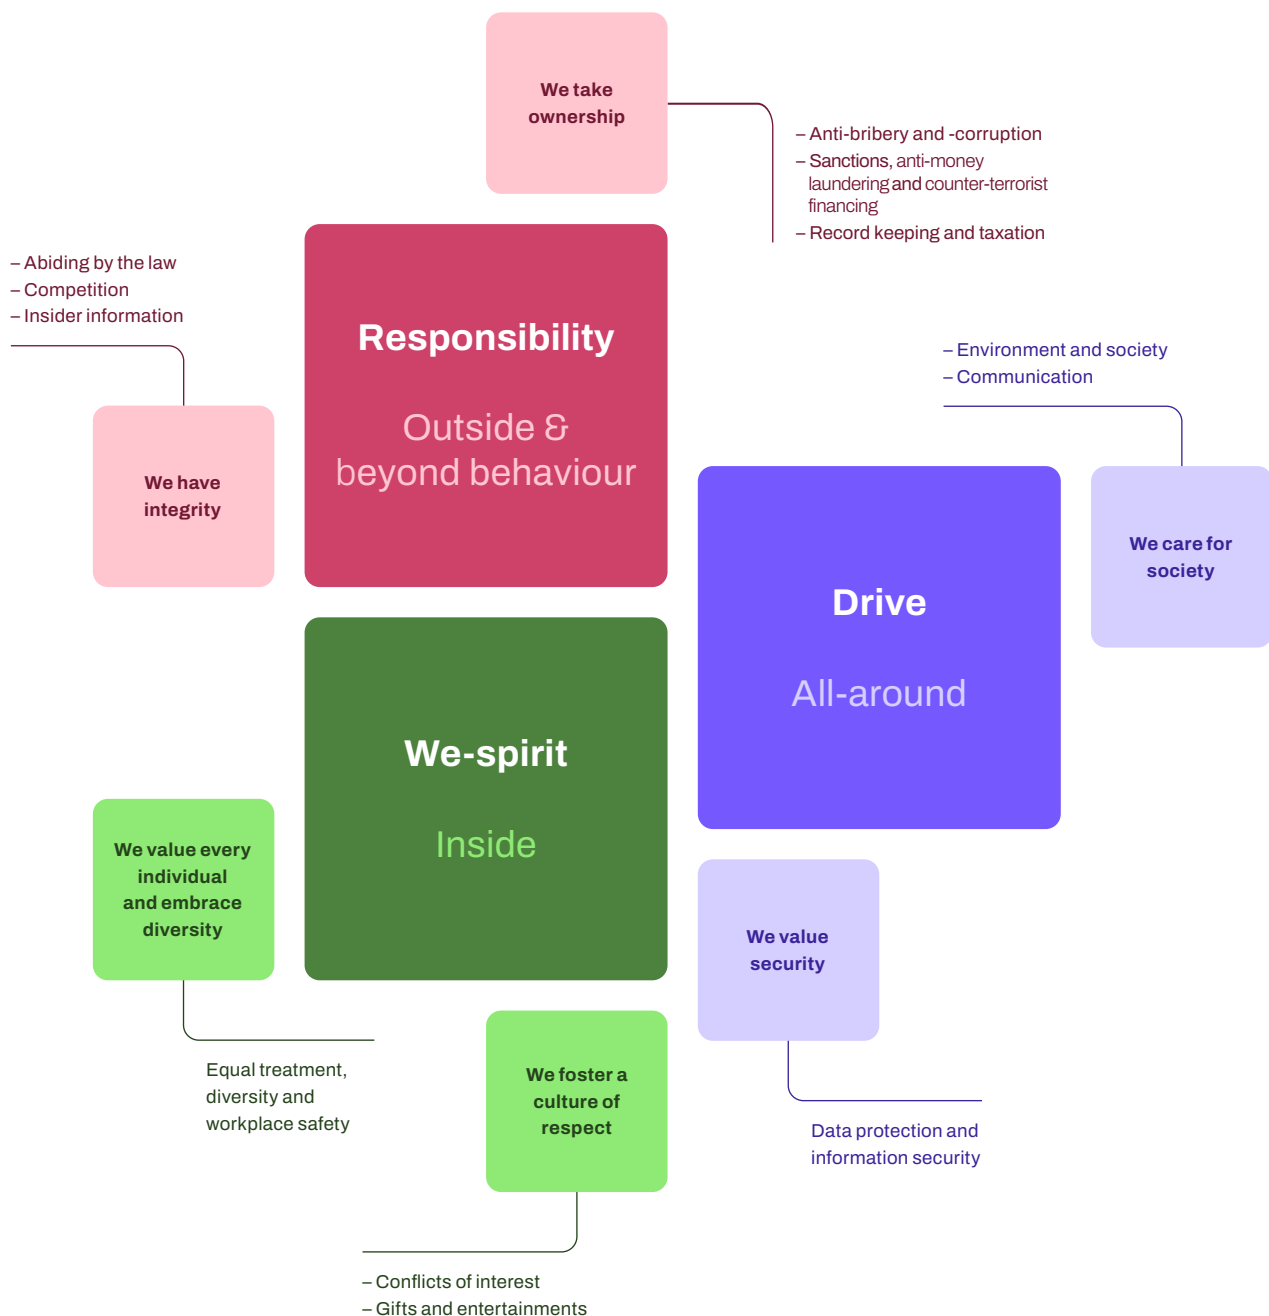 We take
ownership
– Anti-bribery and -corruption
– Sanctions, anti-money
laundering and counter-terrorist
financing
– Record keeping and taxation
– Abiding by the law
– Competition
– Insider information
Responsibility
Outside &
beyond behaviour
We have
integrity
– Environment and society
– Communication
We care for
society
Drive
All-around
We-spirit
Inside
We value every
individual
and embrace
diversity
Equal treatment,
diversity and
workplace safety
We value
security
Data protection and
information security
We foster a
culture of
respect
– Conflicts of interest
– Gifts and entertainments